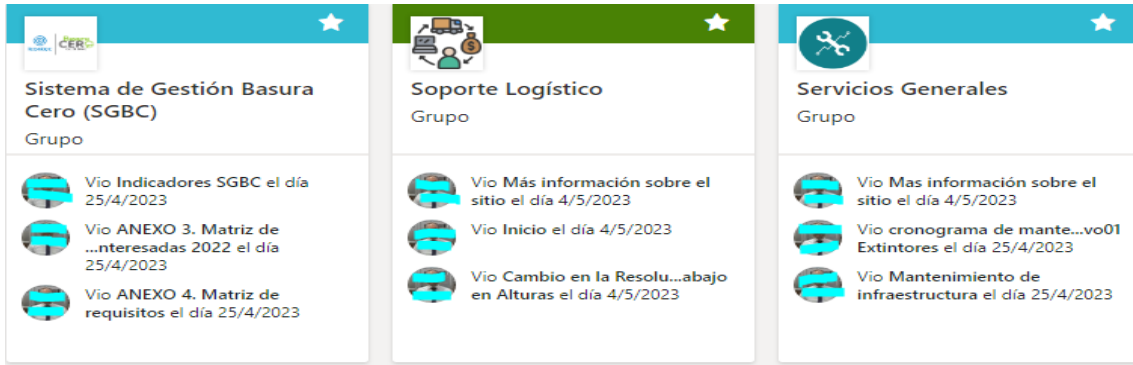 Basura
CERO
Sistema de Gestión Basura
Cero (SGBC)
Grupo
Vio Indicadores SGBC el día
25/4/2023
Vio ANEXO 3. Matriz de
...nteresadas 2022 el día
25/4/2023
Vio ANEXO 4. Matriz de
requisitos el día 25/4/2023
Soporte Logístico
Grupo
Vio Más información sobre el
sitio el día 4/5/2023
Vio Inicio el día 4/5/2023
Vio Cambio en la Resolu...abajo
en Alturas el día 4/5/2023
Servicios Generales
Grupo
Vio Mas información sobre el
sitio el día 4/5/2023
Vio cronograma de mante...vo01
Extintores el día 25/4/2023
Vio Mantenimiento de
infraestructura el día 25/4/2023